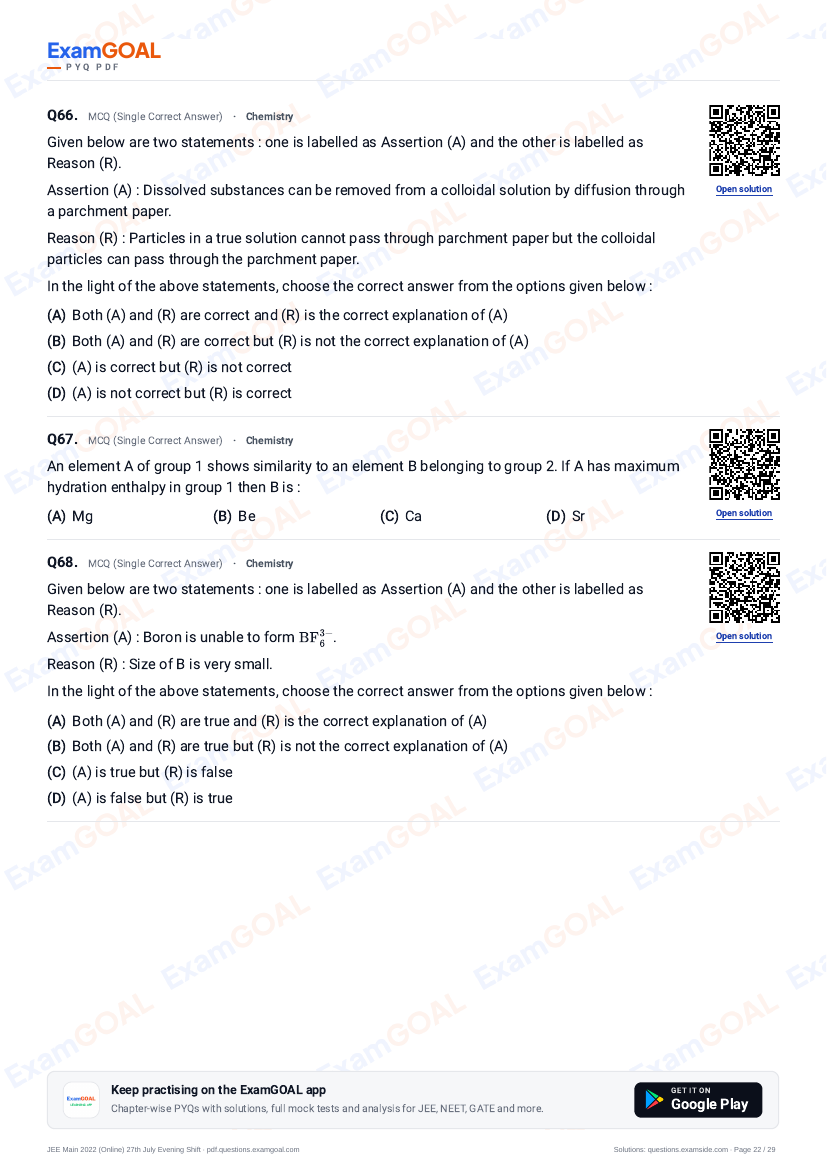 ExamGOAL
PYQ PDF
Q66. MCQ (Single Correct Answer) · Chemistry
Given below are two statements : one is labelled as Assertion (A) and the other is labelled as
Reason (R).
Open solution
Assertion (A) : Dissolved substances can be removed from a colloidal solution by diffusion through
a parchment paper.
Reason (R) : Particles in a true solution cannot pass through parchment paper but the colloidal
particles can pass through the parchment paper.
In the light of the above statements, choose the correct answer from the options given below :
(A) Both (A) and (R) are correct and (R) is the correct explanation of (A)
(B) Both (A) and (R) are correct but (R) is not the correct explanation of (A)
(C) (A) is correct but (R) is not correct
(D) (A) is not correct but (R) is correct
Q67. MCQ (Single Correct Answer) · Chemistry
An element A of group 1 shows similarity to an element B belonging to group 2. If A has maximum
hydration enthalpy in group 1 then B is :
(A) Mg (B) Be (C) Ca (D) Sr
Open solution
Q68. MCQ (Single Correct Answer) · Chemistry
Given below are two statements : one is labelled as Assertion (A) and the other is labelled as
Reason (R).
Assertion (A) : Boron is unable to form BF₆³⁻.
Open solution
Reason (R) : Size of B is very small.
In the light of the above statements, choose the correct answer from the options given below :
(A) Both (A) and (R) are true and (R) is the correct explanation of (A)
(B) Both (A) and (R) are true but (R) is not the correct explanation of (A)
(C) (A) is true but (R) is false
(D) (A) is false but (R) is true
ExamGOAL
Keep practising on the ExamGOAL app
Chapter-wise PYQs with solutions, full mock tests and analysis for JEE, NEET, GATE and more.
GET IT ON
Google Play
JEE Main 2022 (Online) 27th July Evening Shift · pdf.questions.examgoal.com
Solutions: questions.examside.com · Page 22 / 29